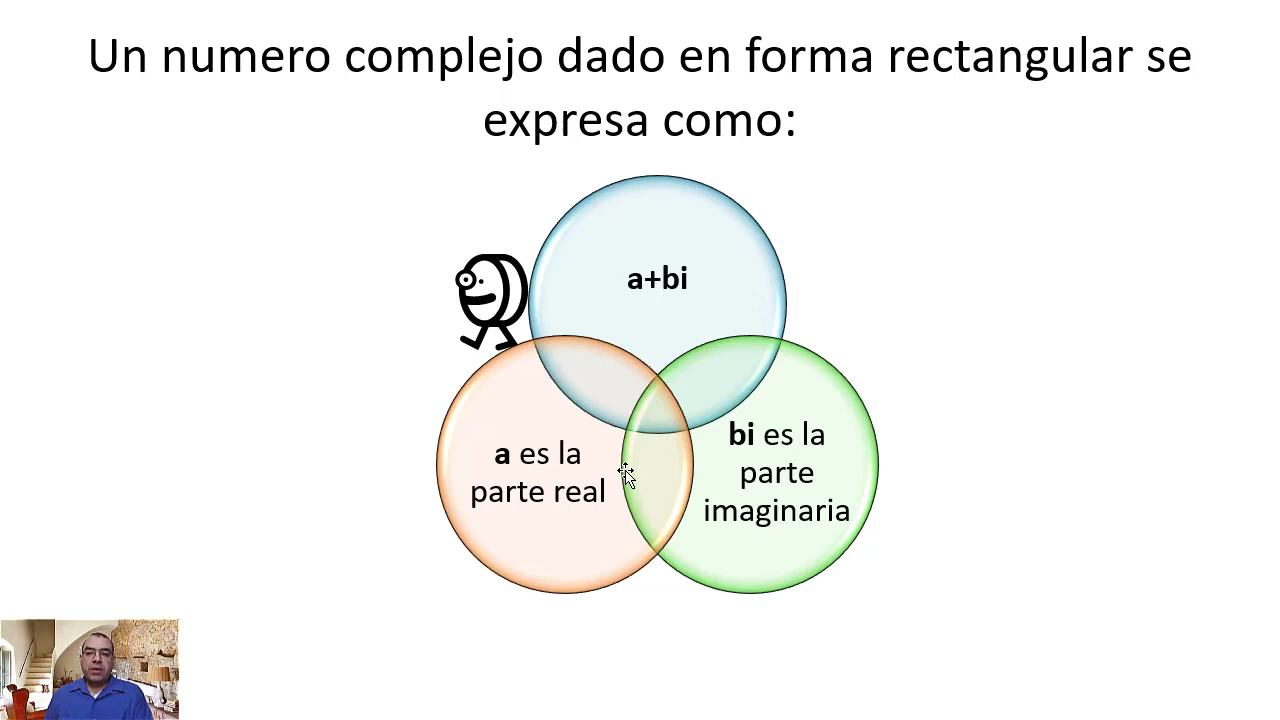 Un numero complejo dado en forma rectangular se
expresa como:
a+bi
a es la
parte real
bi es la
parte
imaginaria